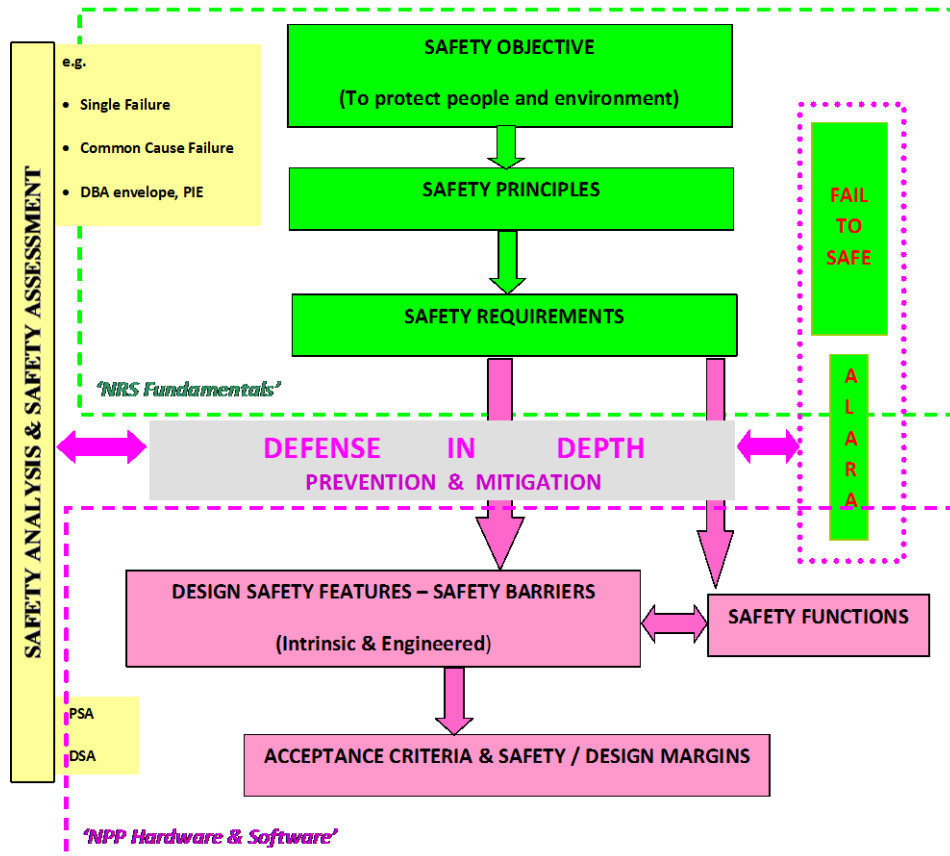 SAFETY ANALYSIS & SAFETY ASSESSMENT
e.g.
• Single Failure
• Common Cause Failure
• DBA envelope, PIE
SAFETY OBJECTIVE
(To protect people and environment)
SAFETY PRINCIPLES
SAFETY REQUIREMENTS
FAIL
TO
SAFE
A
L
A
R
A
‘NRS Fundamentals’
DEFENSE IN DEPTH
PREVENTION & MITIGATION
DESIGN SAFETY FEATURES – SAFETY BARRIERS
(Intrinsic & Engineered)
SAFETY FUNCTIONS
PSA
DSA
ACCEPTANCE CRITERIA & SAFETY / DESIGN MARGINS
‘NPP Hardware & Software’